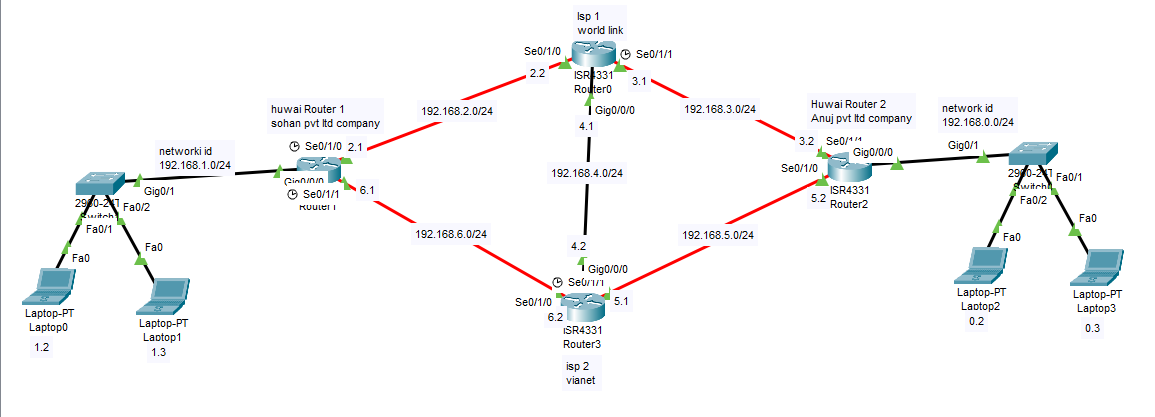 Isp 1
world link
Se0/1/0
Se0/1/1
2.2
3.1
ISR4331
Router0
Gig0/0/0
4.1
192.168.2.0/24
192.168.3.0/24
huwai Router 1
sohan pvt ltd company
Se0/1/0
2.1
Gig0/0/0
Se0/1/1
6.1
Router1
networki id
192.168.1.0/24
Gig0/1
2960-24T
Switch
Fa0/2
Fa0/1
Fa0
Fa0
Laptop-PT
Laptop0
1.2
Laptop-PT
Laptop1
1.3
192.168.4.0/24
192.168.6.0/24
192.168.5.0/24
Huwai Router 2
Anuj pvt ltd company
3.2
Se0/1/1
Gig0/0/0
Se0/1/0
5.2
ISR4331
Router2
network id
192.168.0.0/24
Gig0/1
2960-24T
Switch
Fa0/1
Fa0/2
Fa0
Fa0
Laptop-PT
Laptop2
0.2
Laptop-PT
Laptop3
0.3
4.2
Gig0/0/0
Se0/1/1
Se0/1/0
5.1
6.2
ISR4331
Router3
isp 2
vianet